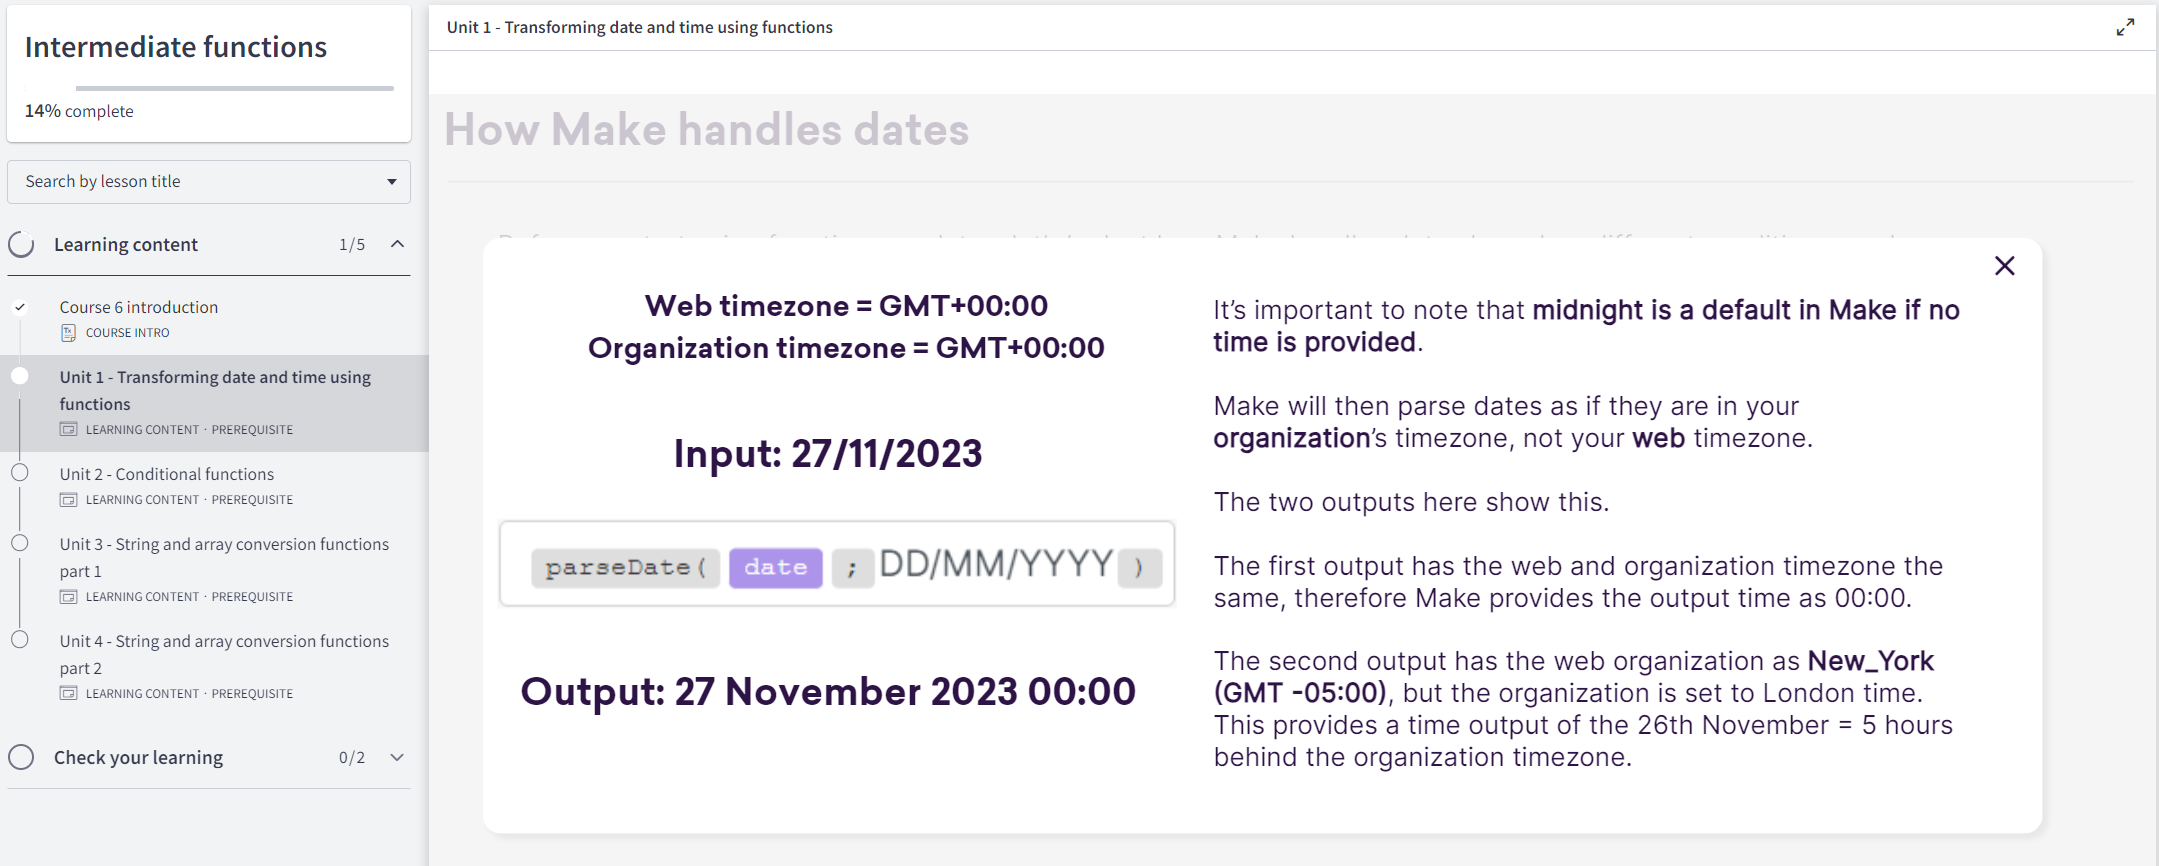 Intermediate functions
14% complete
Search by lesson title
Learning content 1/5
Course 6 introduction
COURSE INTRO
Unit 1 - Transforming date and time using
functions
LEARNING CONTENT · PREREQUISITE
Unit 2 - Conditional functions
LEARNING CONTENT · PREREQUISITE
Unit 3 - String and array conversion functions
part 1
LEARNING CONTENT · PREREQUISITE
Unit 4 - String and array conversion functions
part 2
LEARNING CONTENT · PREREQUISITE
Check your learning 0/2
Unit 1 - Transforming date and time using functions
How Make handles dates
Web timezone = GMT+00:00
Organization timezone = GMT+00:00
Input: 27/11/2023
parseDate( date ; DD/MM/YYYY )
Output: 27 November 2023 00:00
It’s important to note that midnight is a default in Make if no
time is provided.
Make will then parse dates as if they are in your
organization’s timezone, not your web timezone.
The two outputs here show this.
The first output has the web and organization timezone the
same, therefore Make provides the output time as 00:00.
The second output has the web organization as New_York
(GMT -05:00), but the organization is set to London time.
This provides a time output of the 26th November = 5 hours
behind the organization timezone.